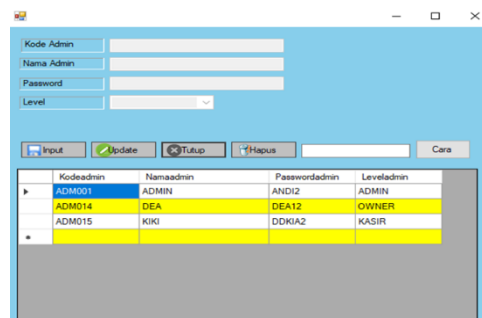 Kode Admin
Nama Admin
Password
Level
Input Update Tutup Hapus Cara
Kodeadmin Namaadmin Passwordadmin Leveladmin
ADM001 ADMIN ANDI2 ADMIN
ADM014 DEA DEA12 OWNER
ADM015 KIKI DDKIA2 KASIR